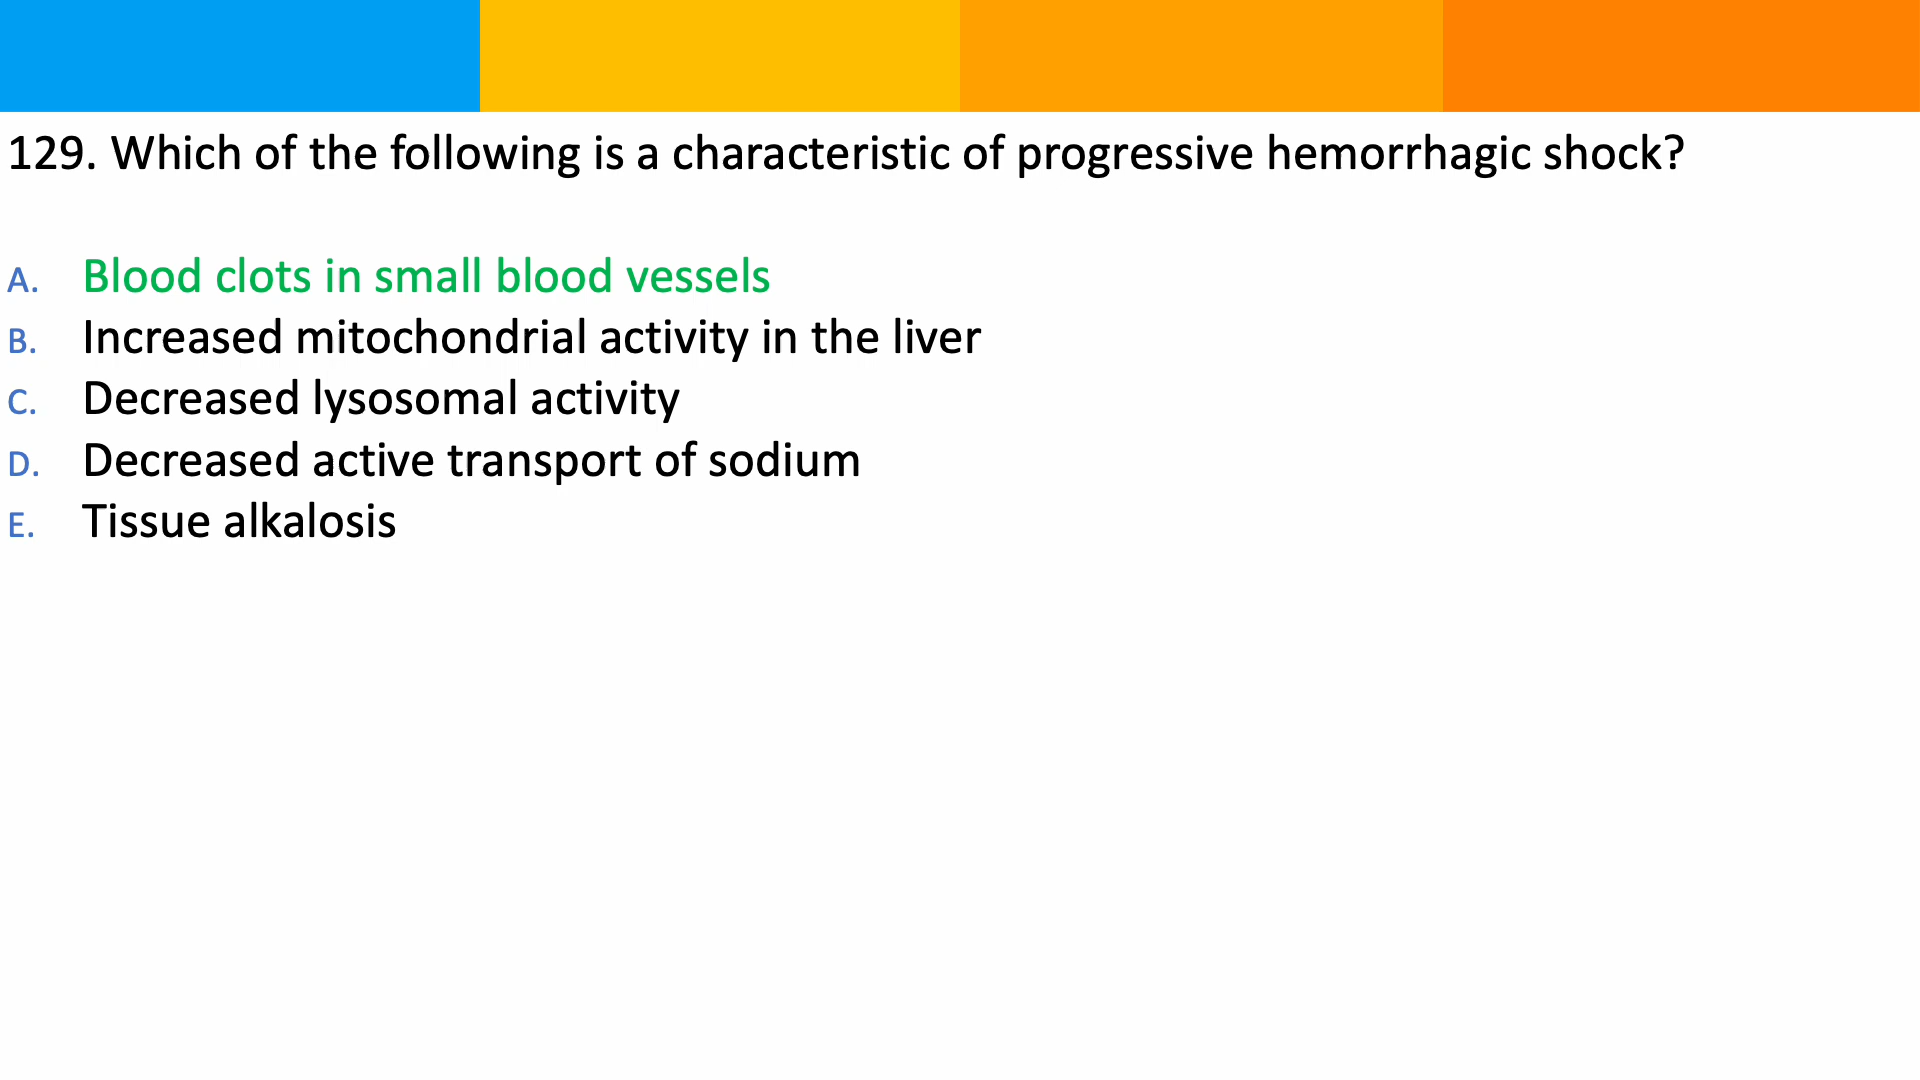 129. Which of the following is a characteristic of progressive hemorrhagic shock?
A. Blood clots in small blood vessels
B. Increased mitochondrial activity in the liver
C. Decreased lysosomal activity
D. Decreased active transport of sodium
E. Tissue alkalosis